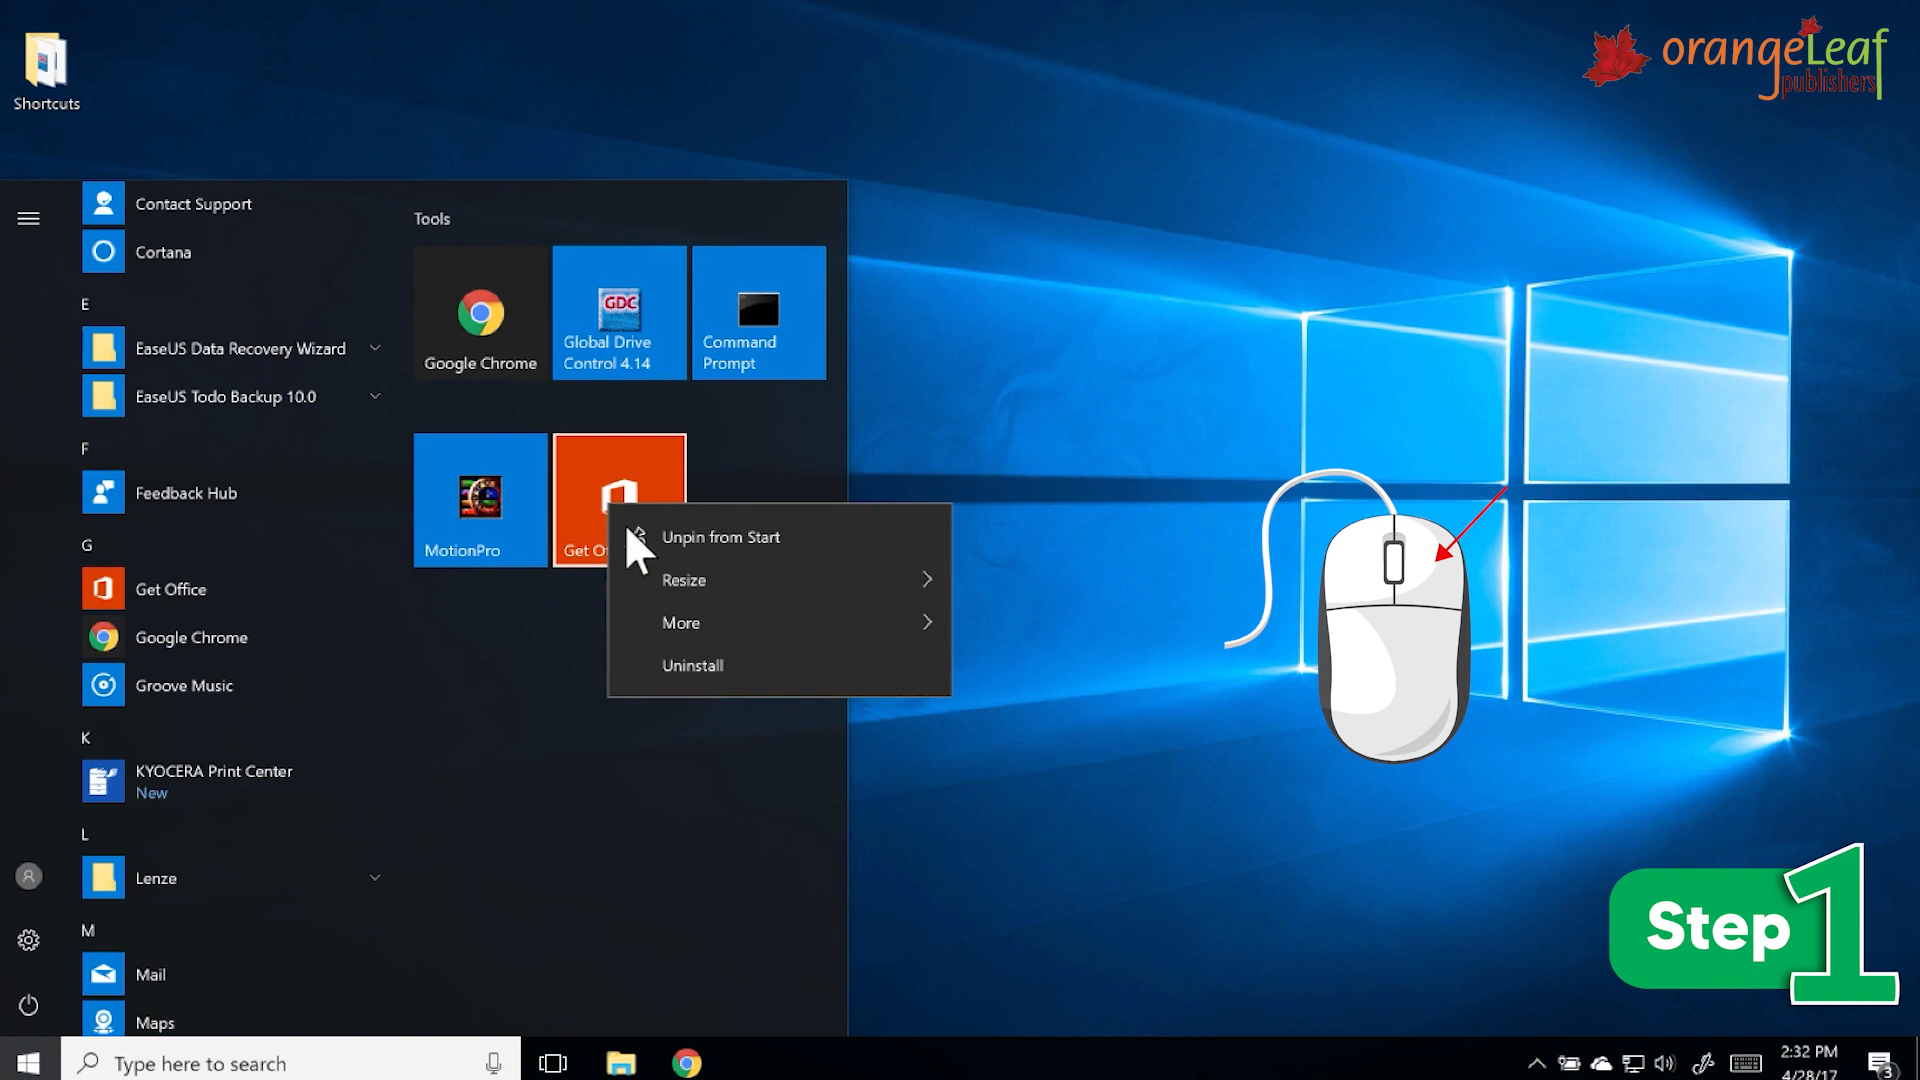 Shortcuts
orangeLeaf
publishers
Contact Support
Cortana
E
EaseUS Data Recovery Wizard
EaseUS Todo Backup 10.0
F
Feedback Hub
G
Get Office
Google Chrome
Groove Music
K
KYOCERA Print Center
New
L
Lenze
M
Mail
Maps
Tools
Google Chrome
GDC
Global Drive
Control 4.14
Command
Prompt
MotionPro
Get Of
Unpin from Start
Resize
More
Uninstall
Step 1
Type here to search
2:32 PM
4/28/17
3